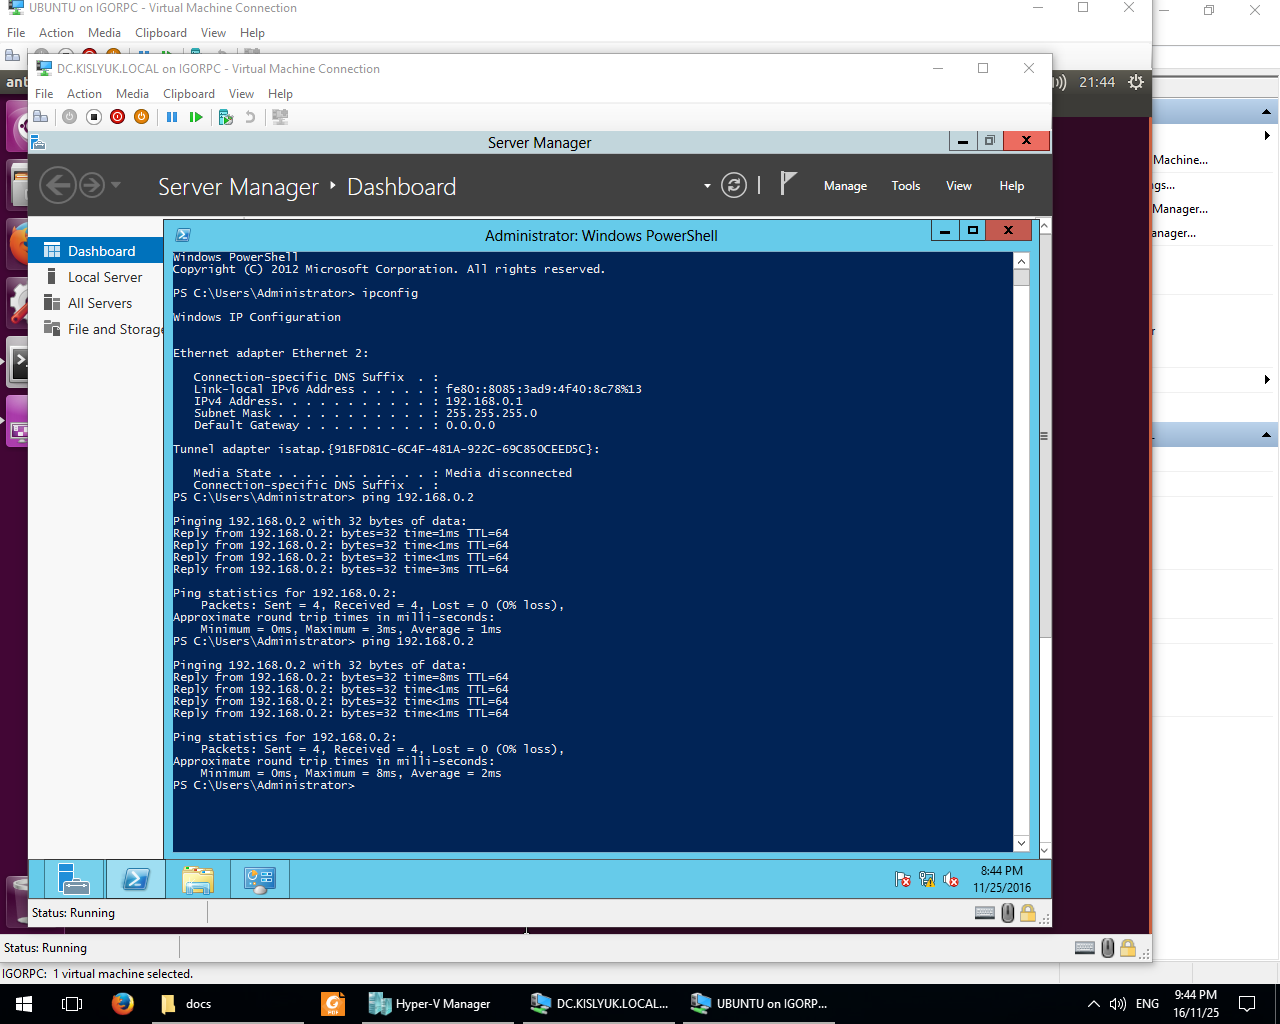 UBUNTU on IGORPC - Virtual Machine Connection
File Action Media Clipboard View Help
DC.KISLYUK.LOCAL on IGORPC - Virtual Machine Connection
ant
21:44
File Action Media Clipboard View Help
Server Manager
Machine...
Server Manager Dashboard
Manage Tools View Help
Manager...
Administrator: Windows PowerShell
Dashboard
Local Server
All Servers
File and Storage
Windows PowerShell
Copyright (C) 2012 Microsoft Corporation. All rights reserved.
PS C:\Users\Administrator> ipconfig
Windows IP Configuration
Ethernet adapter Ethernet 2:
Connection-specific DNS Suffix . :
Link-local IPv6 Address . . . . . : fe80::8085:3ad9:4f40:8c78%13
IPv4 Address. . . . . . . . . . . : 192.168.0.1
Subnet Mask . . . . . . . . . . . : 255.255.255.0
Default Gateway . . . . . . . . . : 0.0.0.0
Tunnel adapter isatap.{91BFD81C-6C4F-481A-922C-69C850CEED5C}:
Media State . . . . . . . . . . . : Media disconnected
Connection-specific DNS Suffix . :
PS C:\Users\Administrator> ping 192.168.0.2
Pinging 192.168.0.2 with 32 bytes of data:
Reply from 192.168.0.2: bytes=32 time=1ms TTL=64
Reply from 192.168.0.2: bytes=32 time<1ms TTL=64
Reply from 192.168.0.2: bytes=32 time<1ms TTL=64
Reply from 192.168.0.2: bytes=32 time=3ms TTL=64
Ping statistics for 192.168.0.2:
Packets: Sent = 4, Received = 4, Lost = 0 (0% loss),
Approximate round trip times in milli-seconds:
Minimum = 0ms, Maximum = 3ms, Average = 1ms
PS C:\Users\Administrator> ping 192.168.0.2
Pinging 192.168.0.2 with 32 bytes of data:
Reply from 192.168.0.2: bytes=32 time=8ms TTL=64
Reply from 192.168.0.2: bytes=32 time<1ms TTL=64
Reply from 192.168.0.2: bytes=32 time<1ms TTL=64
Reply from 192.168.0.2: bytes=32 time<1ms TTL=64
Ping statistics for 192.168.0.2:
Packets: Sent = 4, Received = 4, Lost = 0 (0% loss),
Approximate round trip times in milli-seconds:
Minimum = 0ms, Maximum = 8ms, Average = 2ms
PS C:\Users\Administrator>
8:44 PM
11/25/2016
Status: Running
Status: Running
IGORPC: 1 virtual machine selected.
docs
PDF
Hyper-V Manager
DC.KISLYUK.LOCAL...
UBUNTU on IGORP...
ENG
9:44 PM
16/11/25